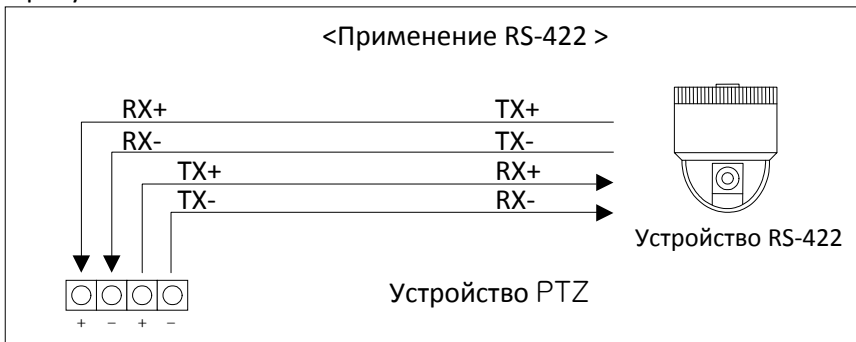 <Применение RS-422 >
RX+ TX+
RX- TX-
TX+ RX+
TX- RX-
Устройство RS-422
Устройство PTZ
+ - + -